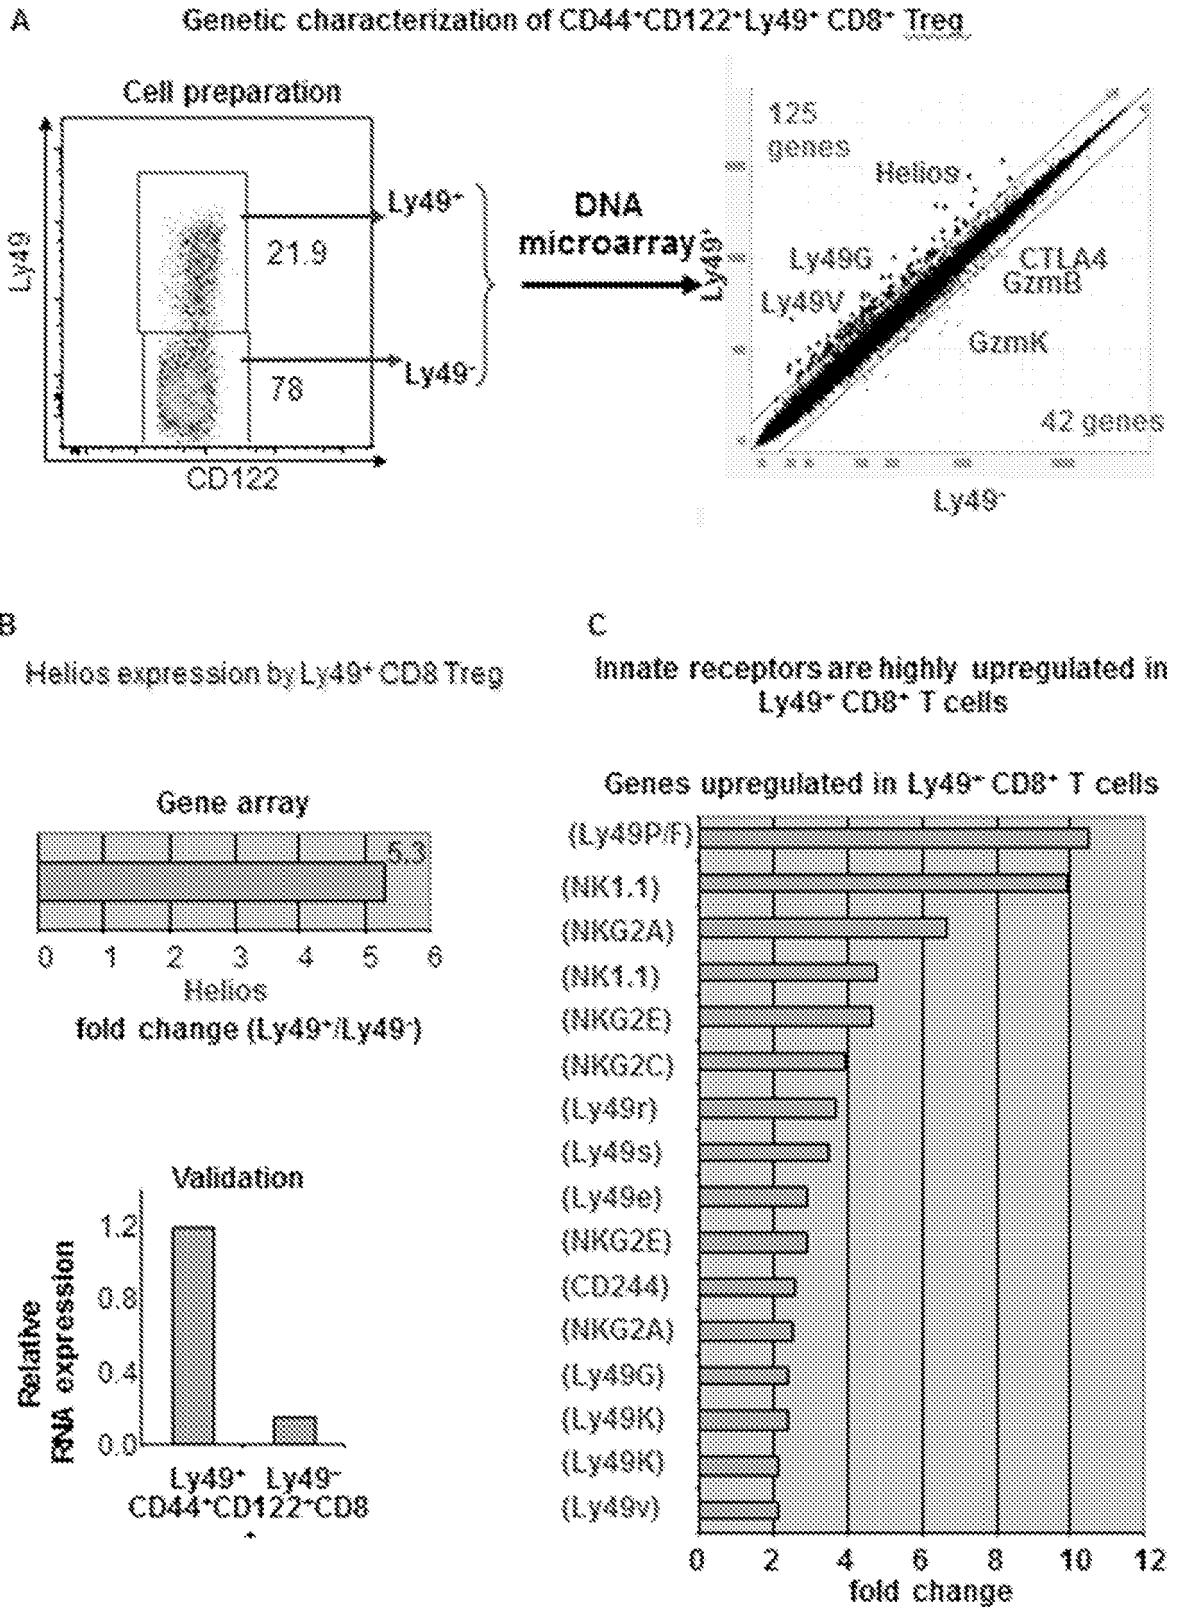 A
Genetic characterization of CD44⁺CD122⁺Ly49⁺ CD8⁺ Treg
Cell preparation
Ly49
21.9
78
CD122
Ly49⁺
Ly49⁻
DNA
microarray
Ly49⁺
125
genes
Helios
Ly49G
CTLA4
GzmB
Ly49V
GzmK
42 genes
Ly49⁻
B
Helios expression by Ly49⁺ CD8 Treg
Gene array
5.3
0 1 2 3 4 5 6
Helios
fold change (Ly49⁺/Ly49⁻)
Validation
Relative
RNA expression
1.2
0.8
0.4
0.0
Ly49⁺ Ly49⁻
CD44⁺CD122⁺CD8
+
C
Innate receptors are highly upregulated in
Ly49⁺ CD8⁺ T cells
Genes upregulated in Ly49⁺ CD8⁺ T cells
(Ly49P/F)
(NK1.1)
(NKG2A)
(NK1.1)
(NKG2E)
(NKG2C)
(Ly49r)
(Ly49s)
(Ly49e)
(NKG2E)
(CD244)
(NKG2A)
(Ly49G)
(Ly49K)
(Ly49K)
(Ly49v)
0 2 4 6 8 10 12
fold change